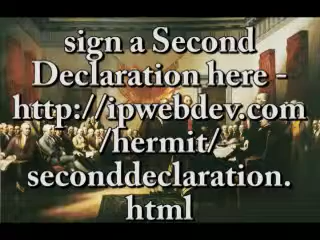 sign a Second
Declaration here -
http://ipwebdev.com
/hermit/
seconddeclaration.
html